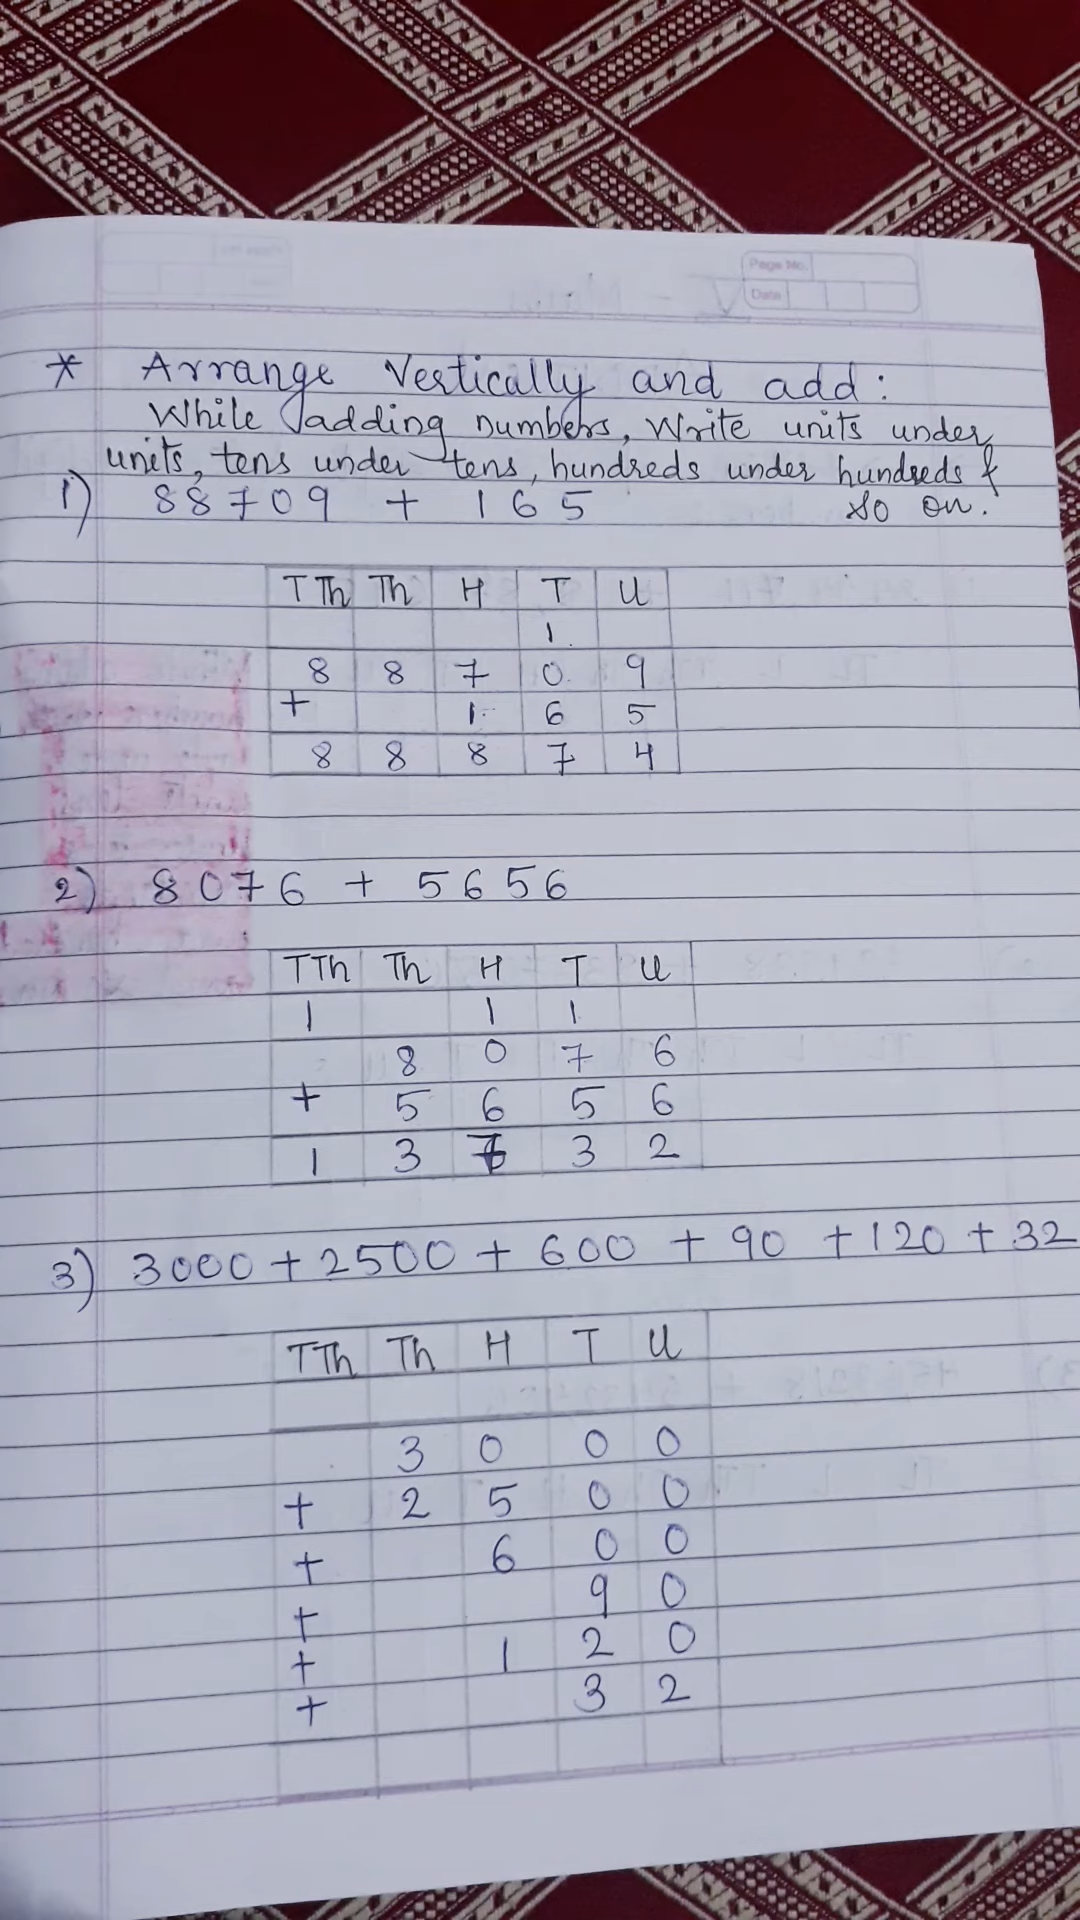 Page No.
Date
* Arrange Vertically and add:
While adding numbers, Write units under
units, tens under tens, hundreds under hundreds &
so on.
1) 88709 + 165
TTh Th H T U
1
8 8 7 0 9
+ 1 6 5
8 8 8 7 4
2) 8076 + 5656
TTh Th H T U
1 1 1
8 0 7 6
+ 5 6 5 6
1 3 7 3 2
3) 3000 + 2500 + 600 + 90 + 120 + 32
TTh Th H T U
3 0 0 0
+ 2 5 0 0
+ 6 0 0
+ 9 0
+ 1 2 0
+ 3 2